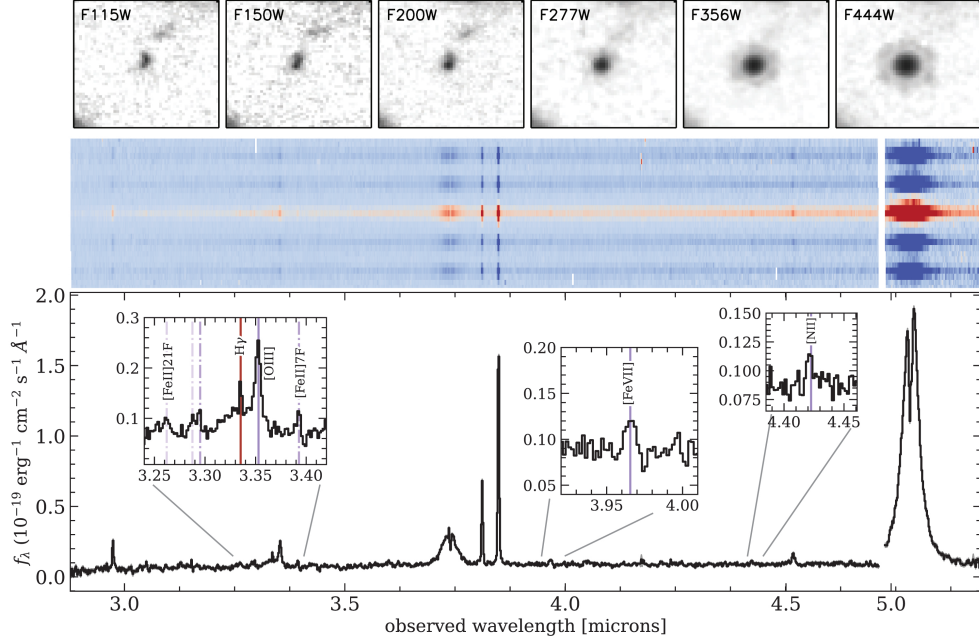 F115W
F150W
F200W
F277W
F356W
F444W
2.0
1.5
1.0
0.5
0.0
f_λ (10⁻¹⁹ erg⁻¹ cm⁻² s⁻¹ Å⁻¹)
0.3
0.1
[FeII]21F
Hγ
[OIII]
[FeII]7F
3.25 3.30 3.35 3.40
0.20
0.15
0.10
0.05
[FeVII]
3.95 4.00
0.150
0.125
0.100
0.075
[NII]
4.40 4.42 4.45
3.0 3.5 4.0 4.5 5.0
observed wavelength [microns]